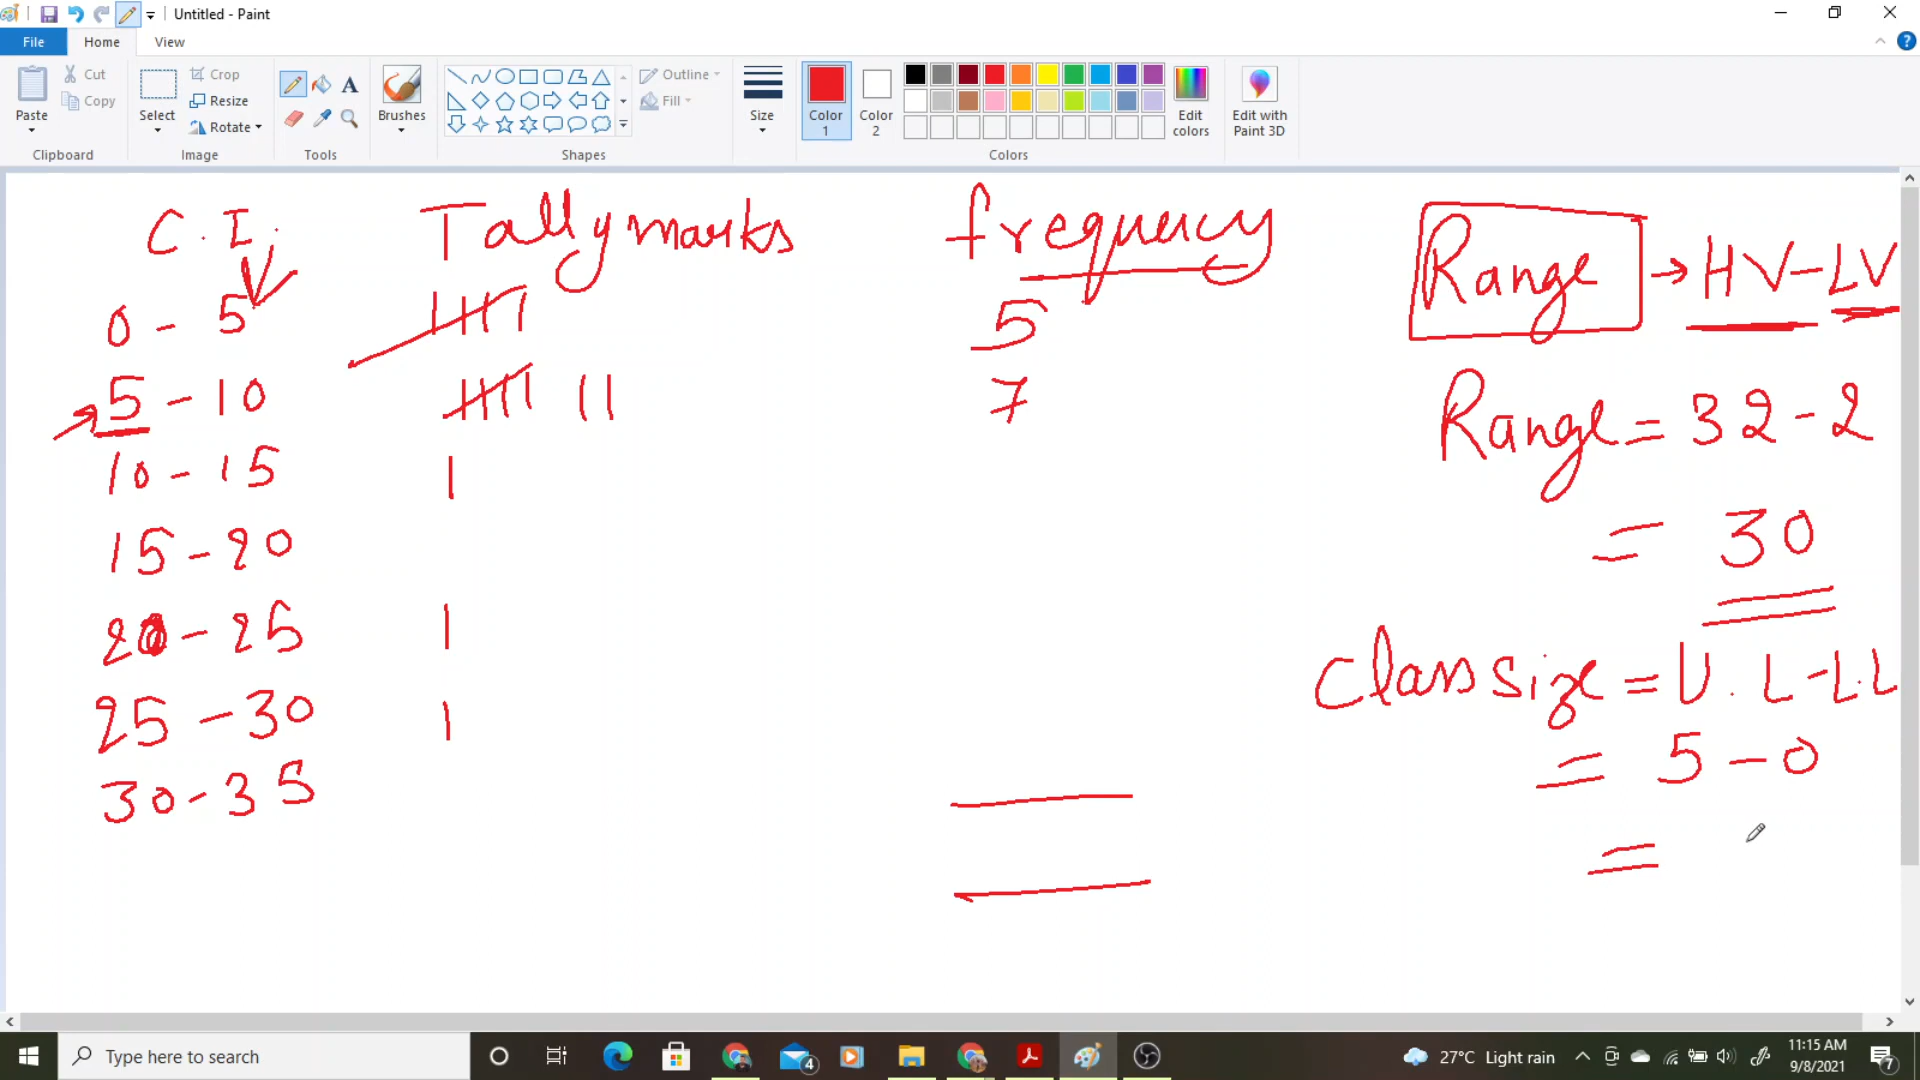 Untitled - Paint
File Home View
Paste Cut Copy Clipboard
Select Crop Resize Rotate Image
Tools
Brushes
Outline Fill Shapes
Size
Color 1 Color 2 Edit colors Edit with Paint 3D
Colors
C.I. Tally marks frequency Range → HV-LV
0 - 5 5
5 - 10 7 Range = 32 - 2
10 - 15
15 - 20 = 30
20 - 25 Class size = U.L - L.L
25 - 30 = 5 - 0
30 - 35
=
Type here to search
4
27°C Light rain
11:15 AM
9/8/2021
7